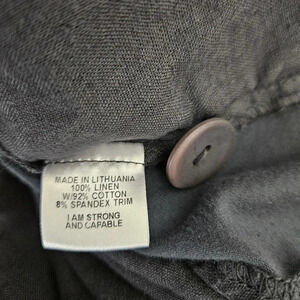 MADE IN LITHUANIA
100% LINEN
W/92% COTTON
8% SPANDEX TRIM
I AM STRONG
AND CAPABLE